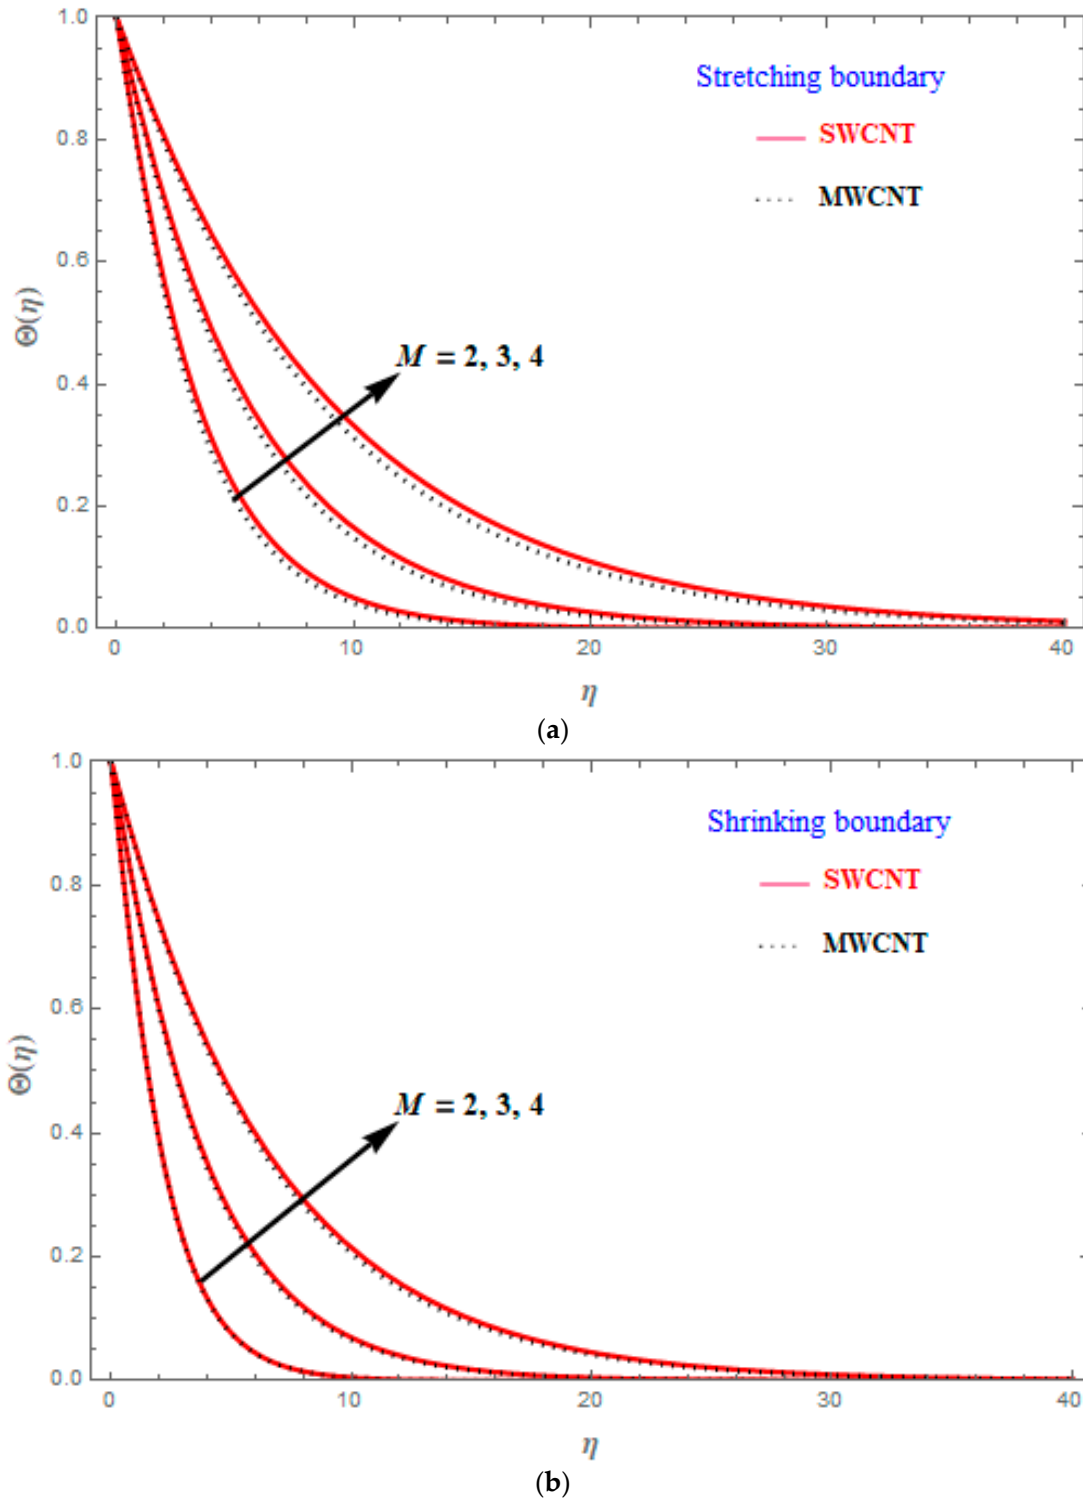 1.0
Stretching boundary
SWCNT
0.8
MWCNT
0.6
Θ(η)
M = 2, 3, 4
0.4
0.2
0.0
0 10 20 30 40
η
(a)
1.0
Shrinking boundary
SWCNT
0.8
MWCNT
0.6
Θ(η)
M = 2, 3, 4
0.4
0.2
0.0
0 10 20 30 40
η
(b)